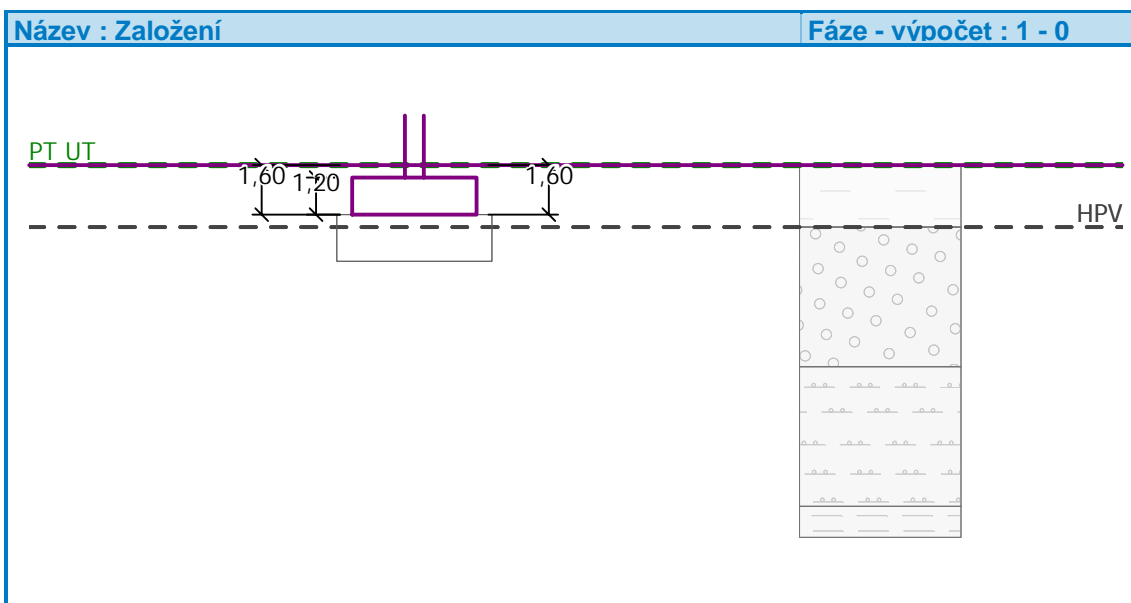 Název : Založení
Fáze - výpočet : 1 - 0
PT UT
1,60
1,20
1,60
HPV